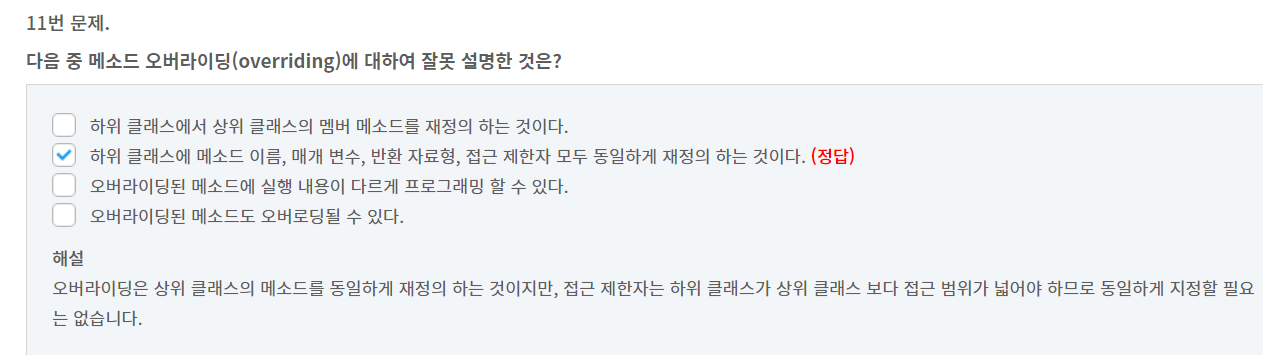 11번 문제.
다음 중 메소드 오버라이딩(overriding)에 대하여 잘못 설명한 것은?
하위 클래스에서 상위 클래스의 멤버 메소드를 재정의 하는 것이다.
하위 클래스에 메소드 이름, 매개 변수, 반환 자료형, 접근 제한자 모두 동일하게 재정의 하는 것이다. (정답)
오버라이딩된 메소드에 실행 내용이 다르게 프로그래밍 할 수 있다.
오버라이딩된 메소드도 오버로딩될 수 있다.
해설
오버라이딩은 상위 클래스의 메소드를 동일하게 재정의 하는 것이지만, 접근 제한자는 하위 클래스가 상위 클래스 보다 접근 범위가 넓어야 하므로 동일하게 지정할 필요
는 없습니다.